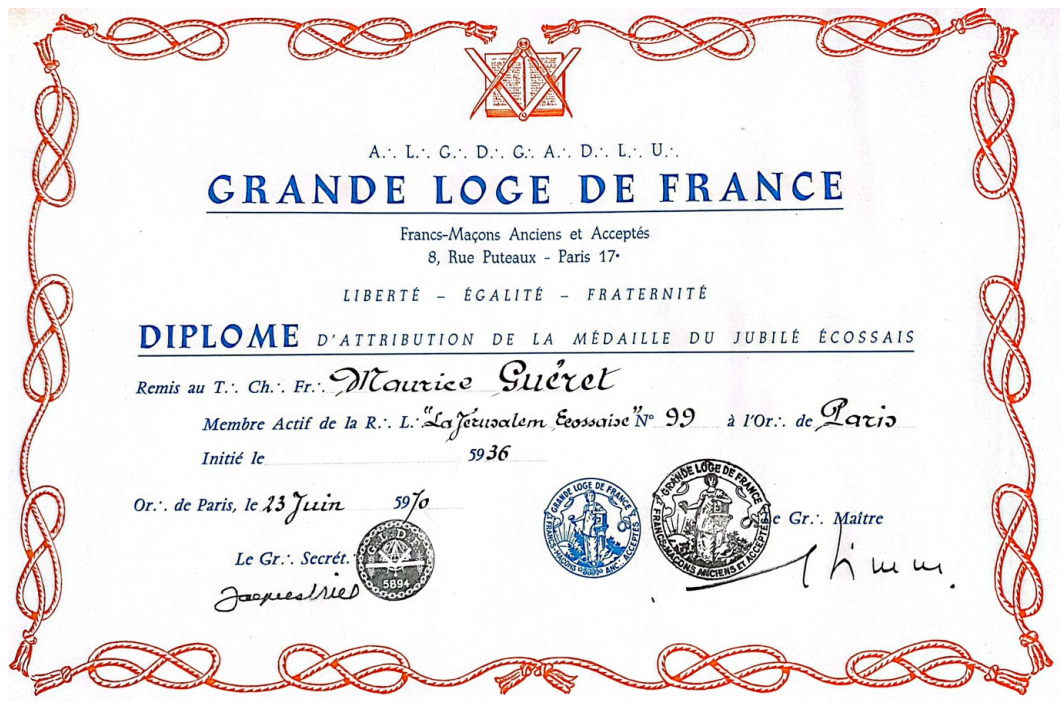 A∴ L∴ G∴ D∴ G∴ A∴ D∴ L∴ U∴
GRANDE LOGE DE FRANCE
Francs-Maçons Anciens et Acceptés
8, Rue Puteaux - Paris 17e
LIBERTÉ - ÉGALITÉ - FRATERNITÉ
DIPLOME D'ATTRIBUTION DE LA MÉDAILLE DU JUBILÉ ÉCOSSAIS
Remis au T∴ Ch∴ Fr∴ Maurice Guéret
Membre Actif de la R∴ L∴ "La Jérusalem Ecossaise" N° 99 à l'Or∴ de Paris
Initié le 5936
Or∴ de Paris, le 13 Juin 5970
GRANDE LOGE DE FRANCE
FRANCS-MAÇONS ANC∴ ACCEPTÉS
GRANDE LOGE DE FRANCE
FRANCS-MAÇONS ANCIENS ET ACCEPTÉS
Le Gr∴ Maître
Le Gr∴ Secrét.
5894